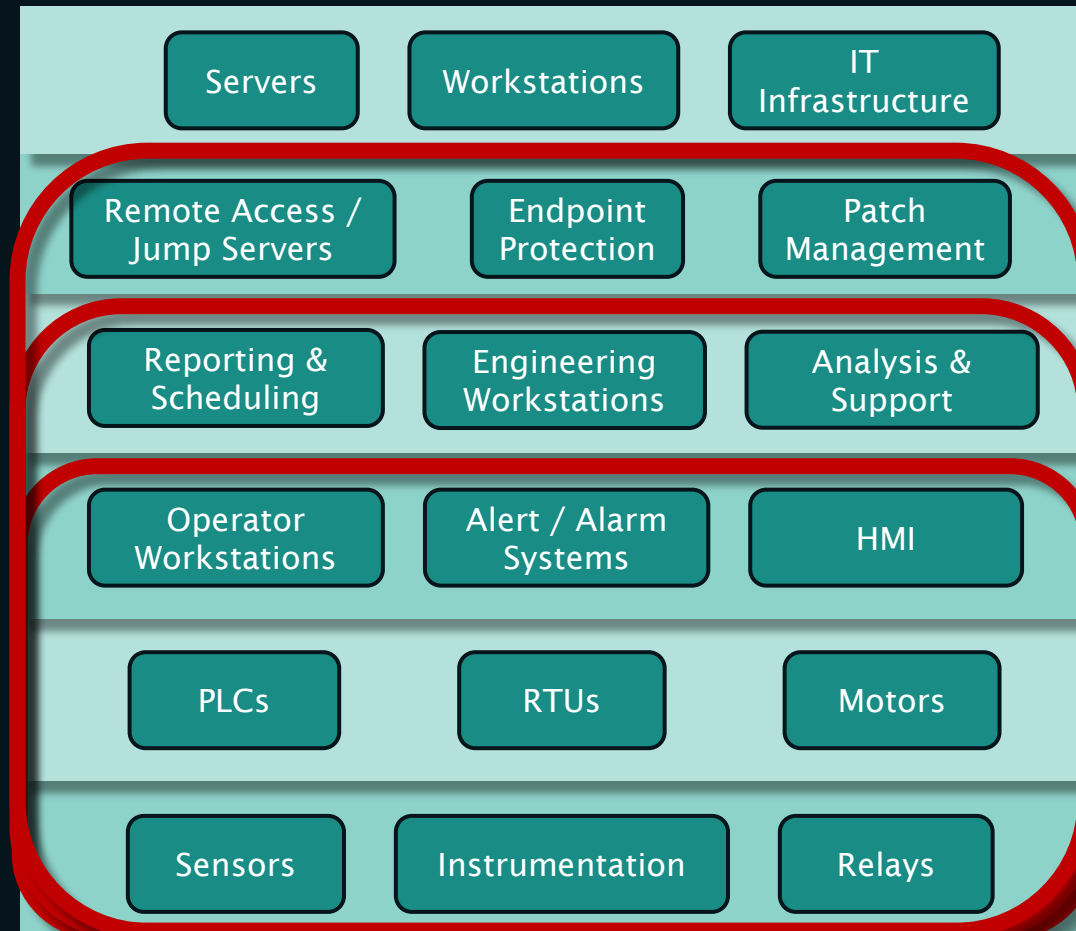 Servers
Workstations
IT
Infrastructure
Remote Access /
Jump Servers
Endpoint
Protection
Patch
Management
Reporting &
Scheduling
Engineering
Workstations
Analysis &
Support
Operator
Workstations
Alert / Alarm
Systems
HMI
PLCs
RTUs
Motors
Sensors
Instrumentation
Relays